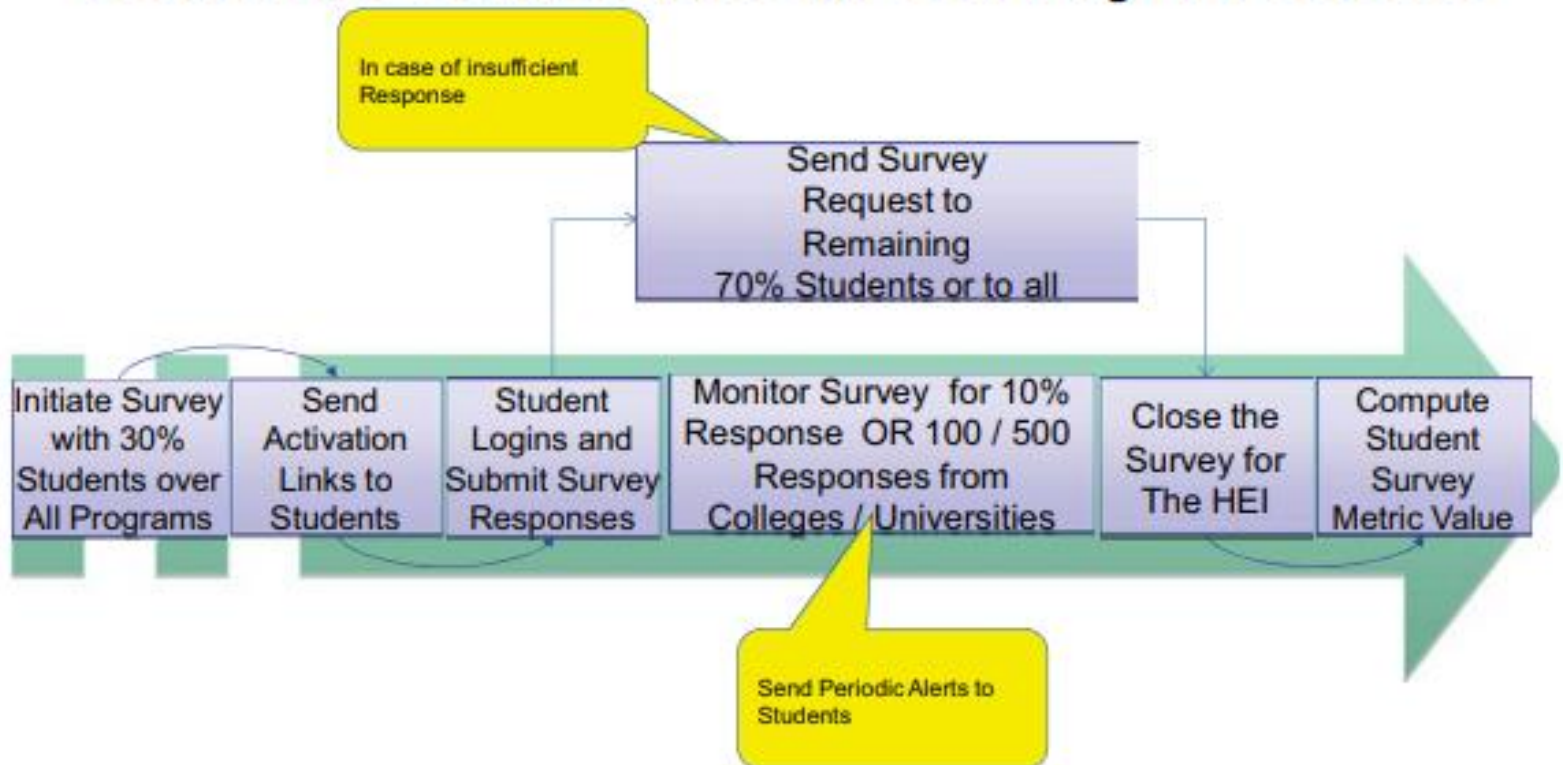 In case of insufficient
Response
Send Survey
Request to
Remaining
70% Students or to all
Initiate Survey
with 30%
Students over
All Programs
Send
Activation
Links to
Students
Student
Logins and
Submit Survey
Responses
Monitor Survey for 10%
Response OR 100 / 500
Responses from
Colleges / Universities
Close the
Survey for
The HEI
Compute
Student
Survey
Metric Value
Send Periodic Alerts to
Students